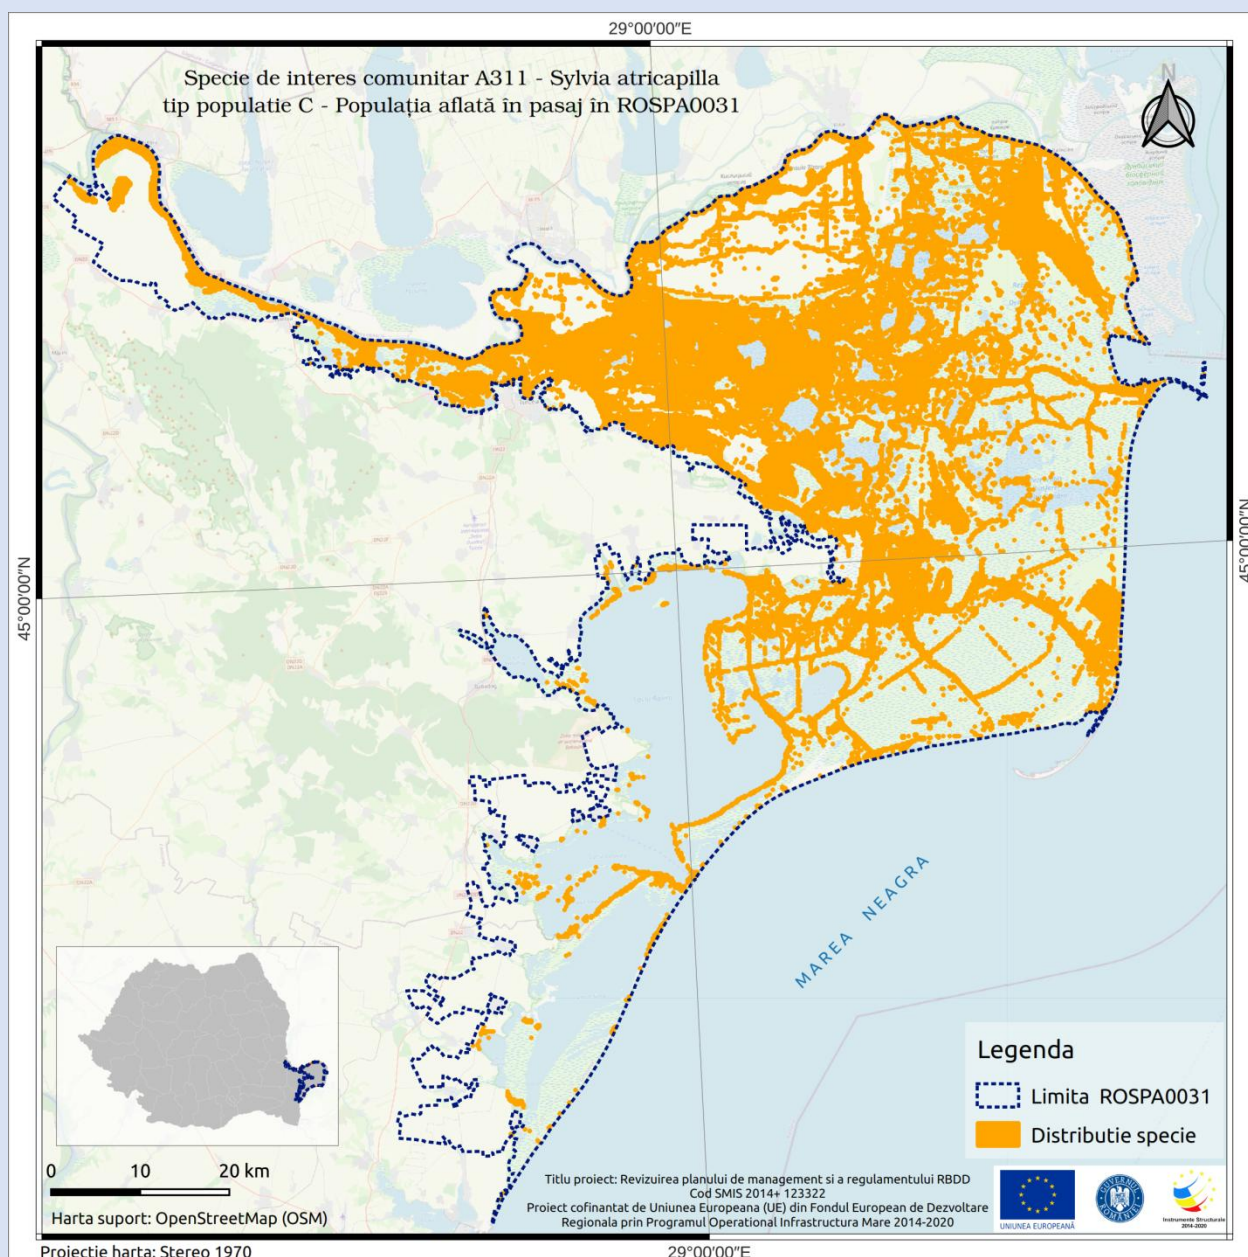 29°00′00″E
Specie de interes comunitar A311 - Sylvia atricapilla
tip populatie C - Populația aflată în pasaj în ROSPA0031
N
45°00′00″N
45°00′00″N
MAREA NEAGRA
Legenda
Limita ROSPA0031
Distributie specie
0 10 20 km
Harta suport: OpenStreetMap (OSM)
Titlu proiect: Revizuirea planului de management si a regulamentului RBDD
Cod SMIS 2014+ 123322
Proiect cofinantat de Uniunea Europeana (UE) din Fondul European de Dezvoltare
Regionala prin Programul Operational Infrastructura Mare 2014-2020
UNIUNEA EUROPEANĂ
GUVERNUL ROMÂNIEI
Instrumente Structurale
2014-2020
Proiectie harta: Stereo 1970
29°00′00″E